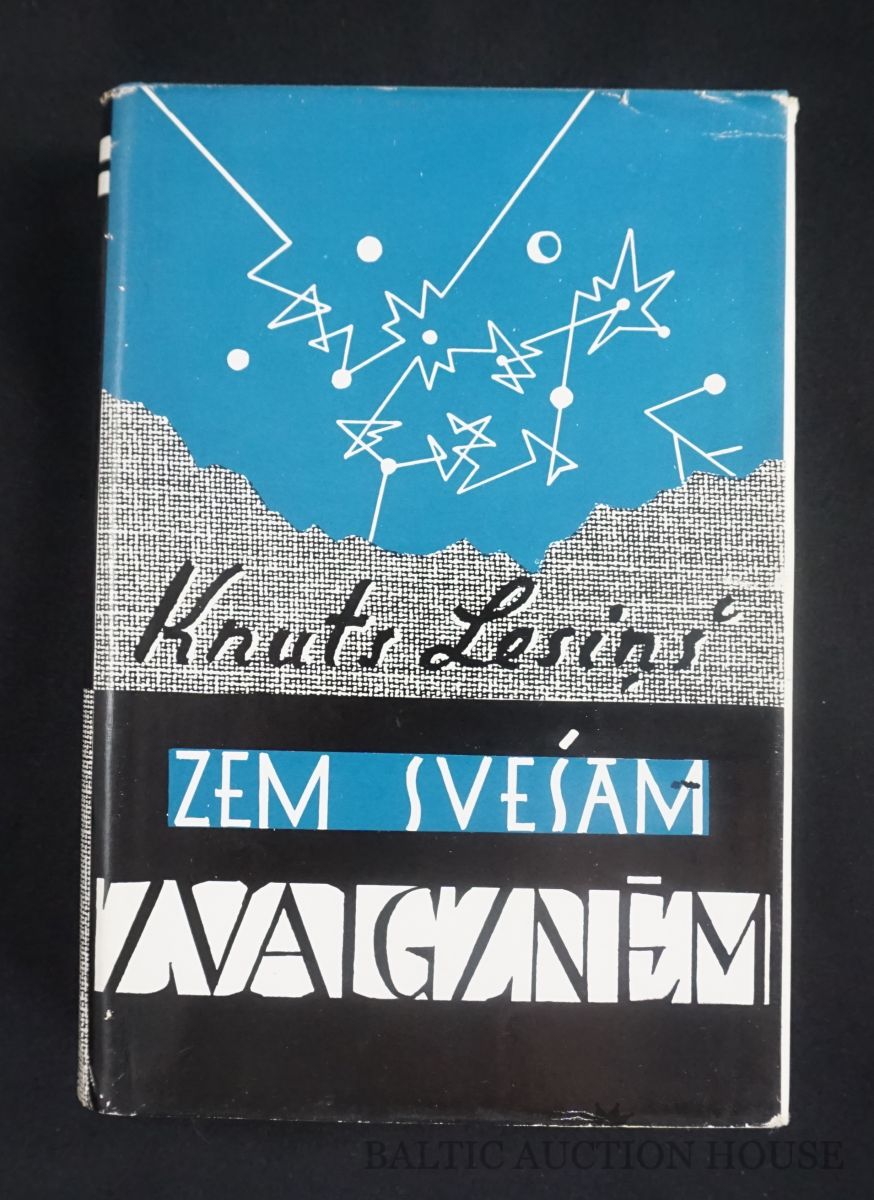 Knuts Lesiņš
ZEM SVEŠĀM
ZVAIGZNĒM
BALTIC AUCTION HOUSE